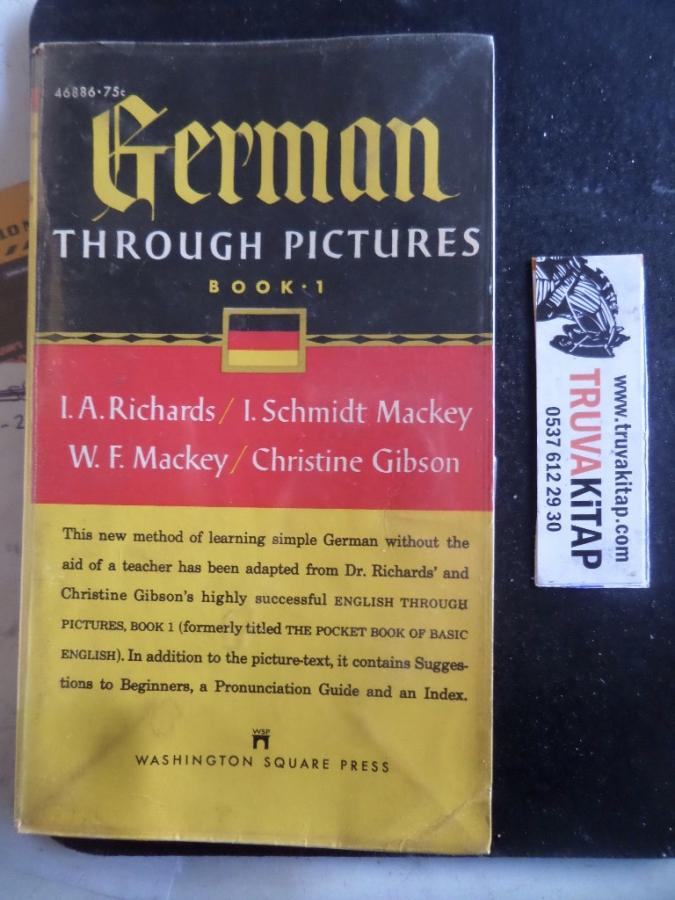 46886·75c
German
THROUGH PICTURES
BOOK·1
I. A. Richards / I. Schmidt Mackey
W. F. Mackey / Christine Gibson
This new method of learning simple German without the
aid of a teacher has been adapted from Dr. Richards' and
Christine Gibson's highly successful ENGLISH THROUGH
PICTURES, BOOK 1 (formerly titled THE POCKET BOOK OF BASIC
ENGLISH). In addition to the picture-text, it contains Sugges-
tions to Beginners, a Pronunciation Guide and an Index.
WSP
WASHINGTON SQUARE PRESS
www.truvakitap.com
TRUVAKİTAP
0537 612 29 30